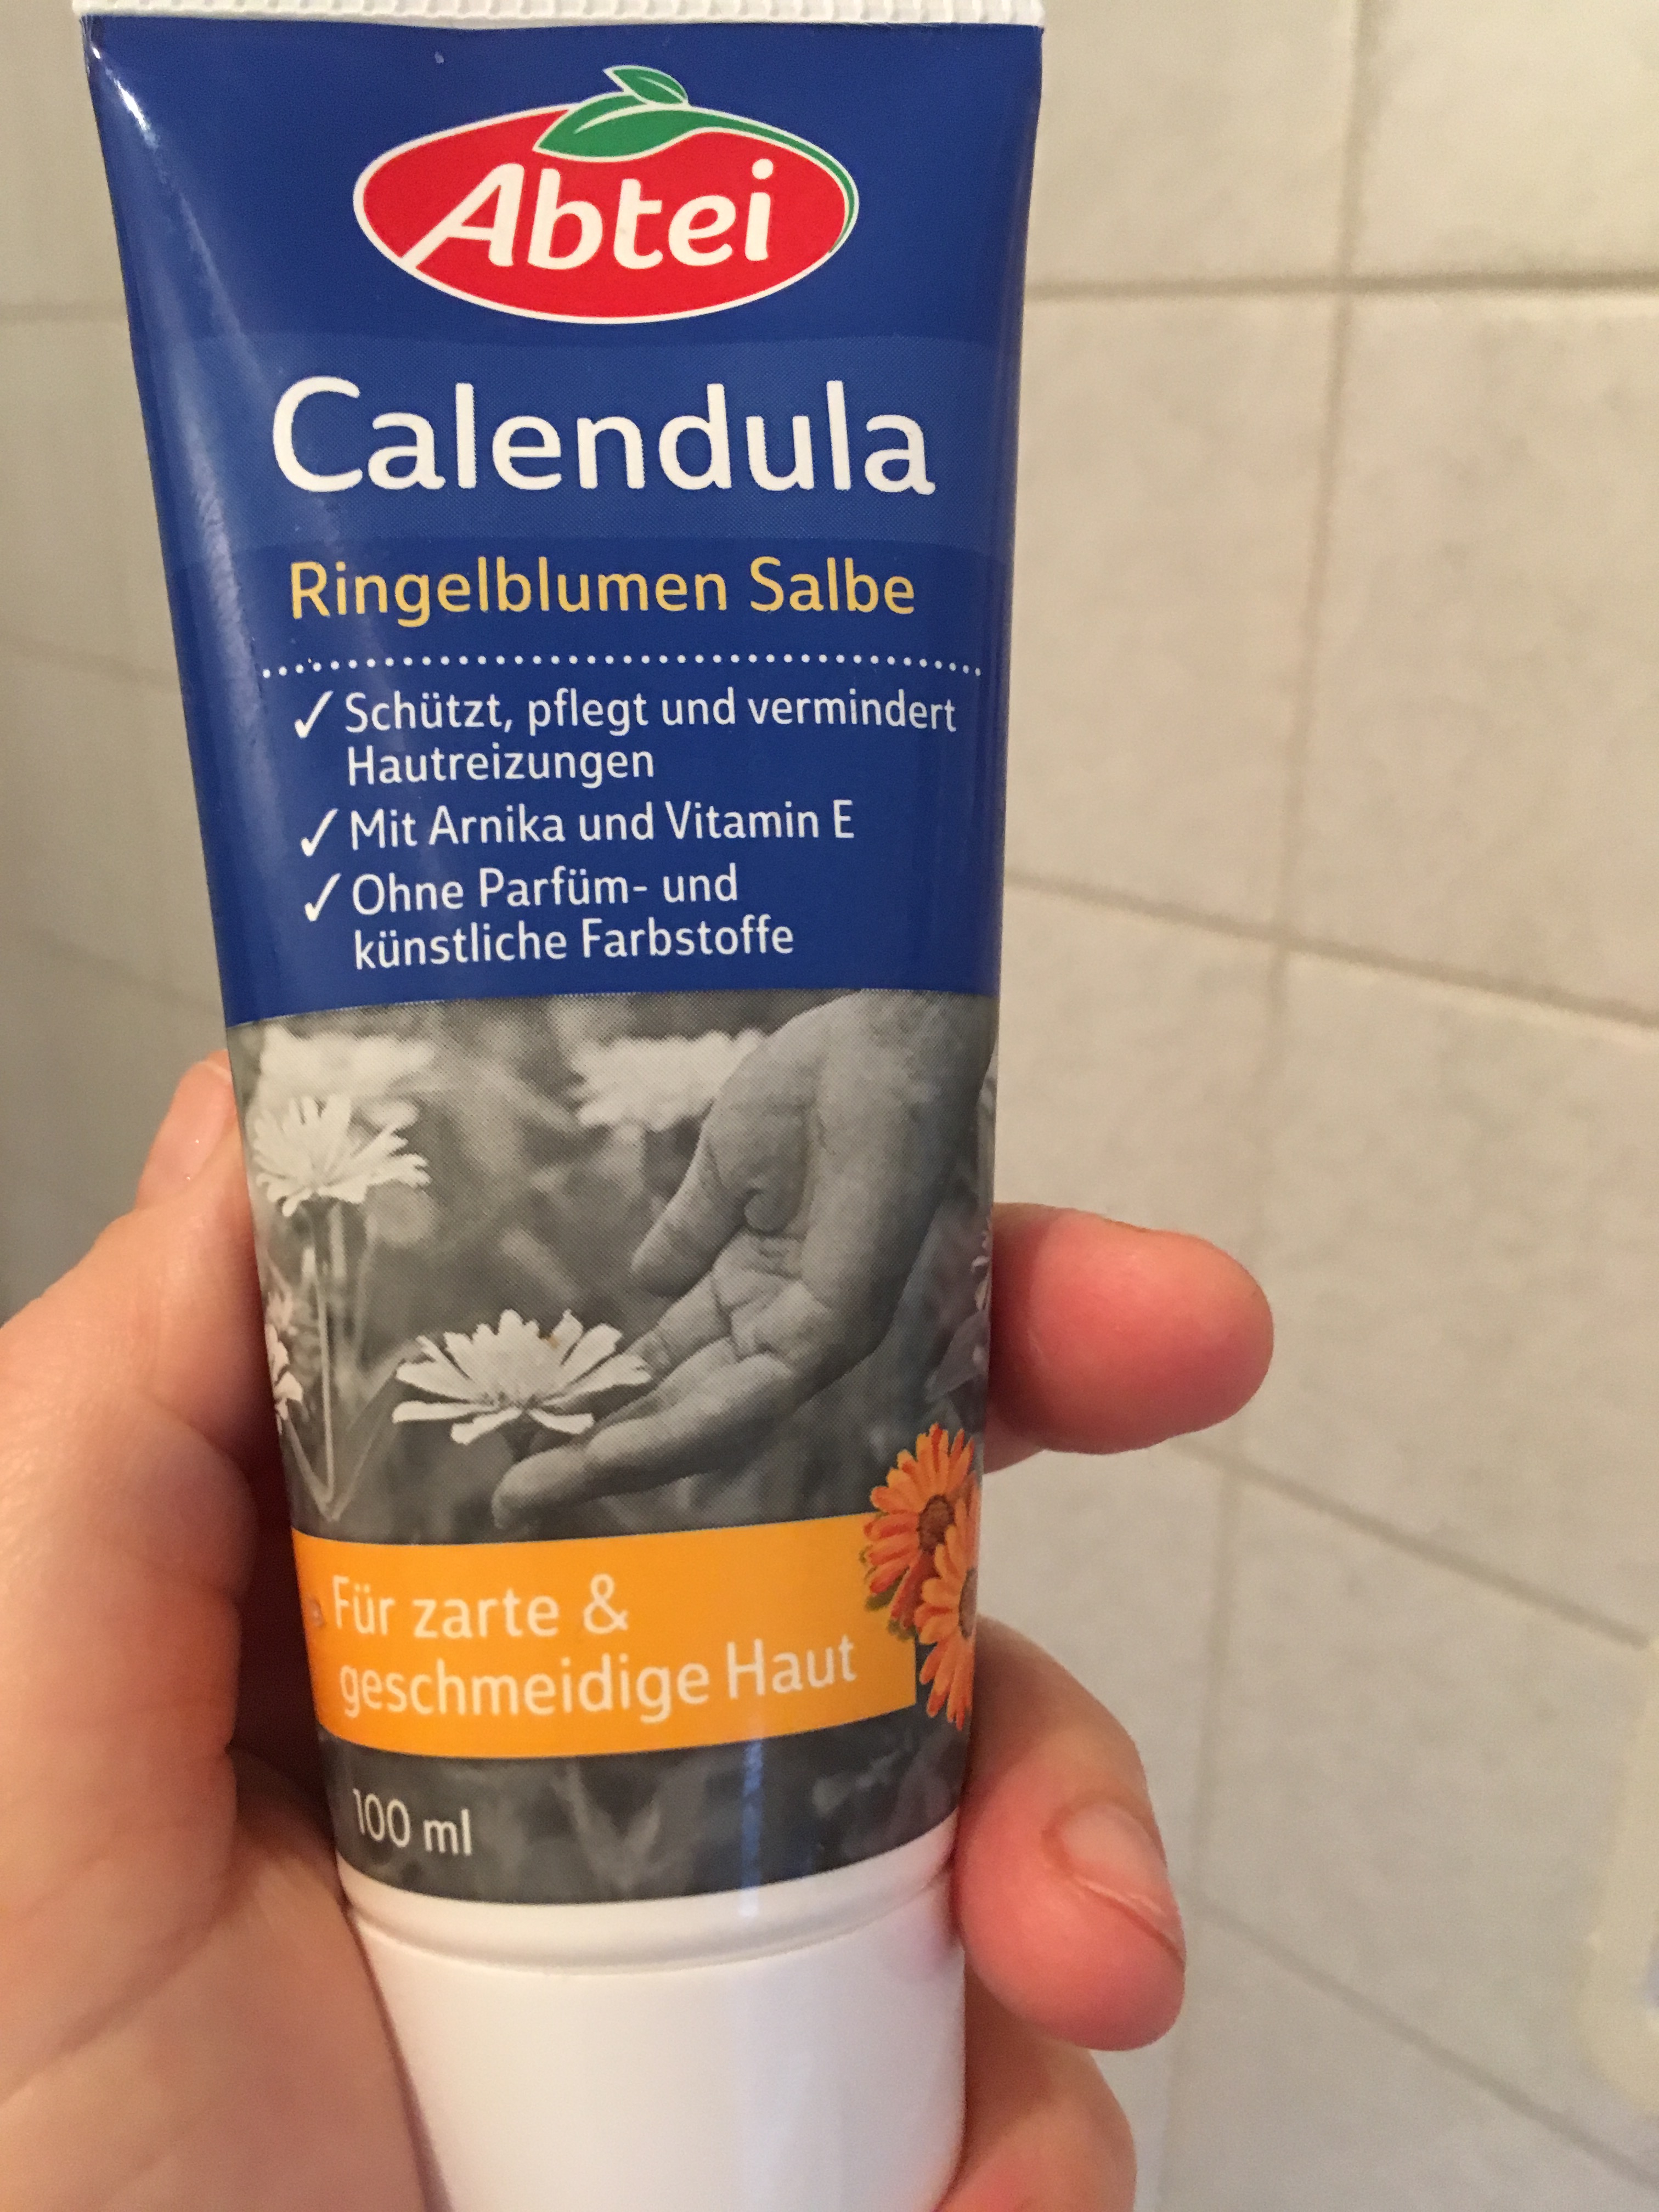 Abtei
Calendula
Ringelblumen Salbe
✓ Schützt, pflegt und vermindert
Hautreizungen
✓ Mit Arnika und Vitamin E
✓ Ohne Parfüm- und
künstliche Farbstoffe
Für zarte &
geschmeidige Haut
100 ml